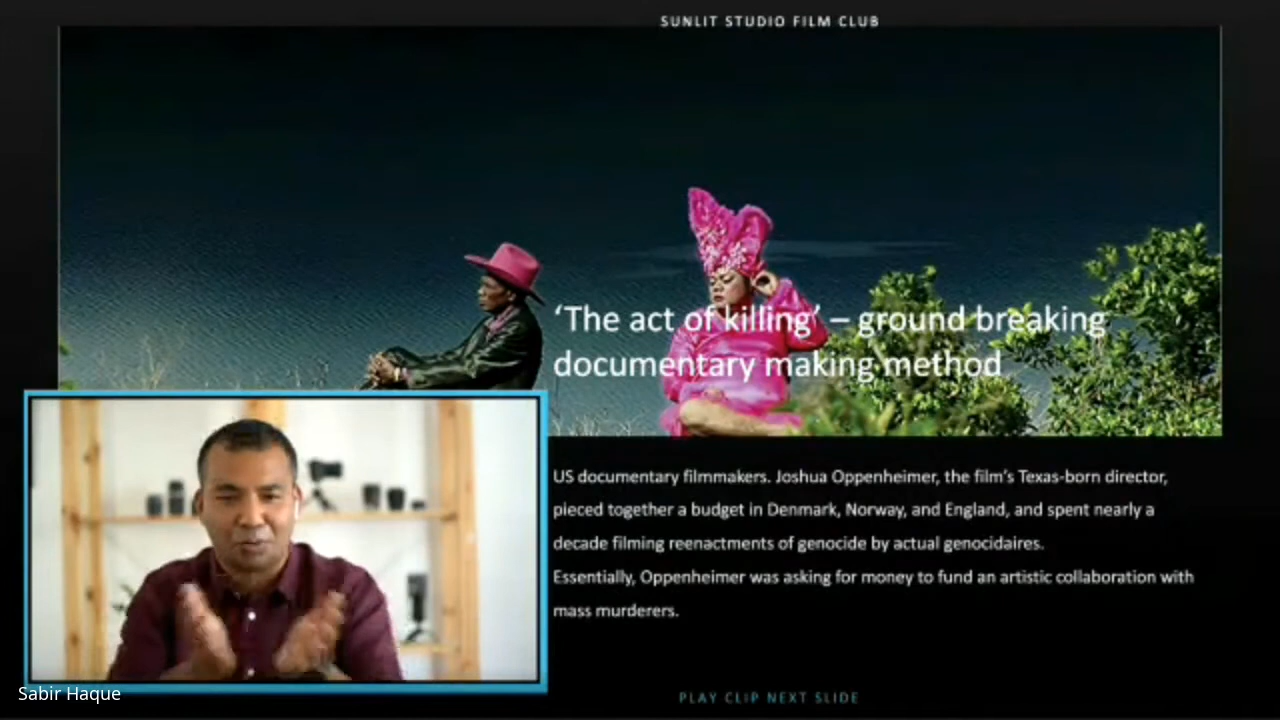 SUNLIT STUDIO FILM CLUB
‘The act of killing’ – ground breaking
documentary making method
US documentary filmmakers. Joshua Oppenheimer, the film’s Texas-born director,
pieced together a budget in Denmark, Norway, and England, and spent nearly a
decade filming reenactments of genocide by actual genocidaires.
Essentially, Oppenheimer was asking for money to fund an artistic collaboration with
mass murderers.
Sabir Haque
PLAY CLIP NEXT SLIDE